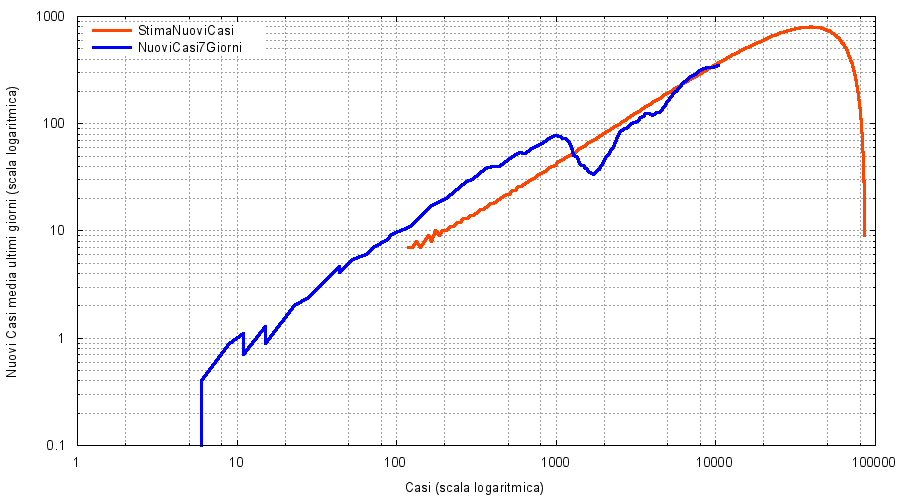 1000
StimaNuoviCasi
NuoviCasi7Giorni
100
10
1
0.1
Nuovi Casi media ultimi giorni (scala logaritmica)
1 10 100 1000 10000 100000
Casi (scala logaritmica)